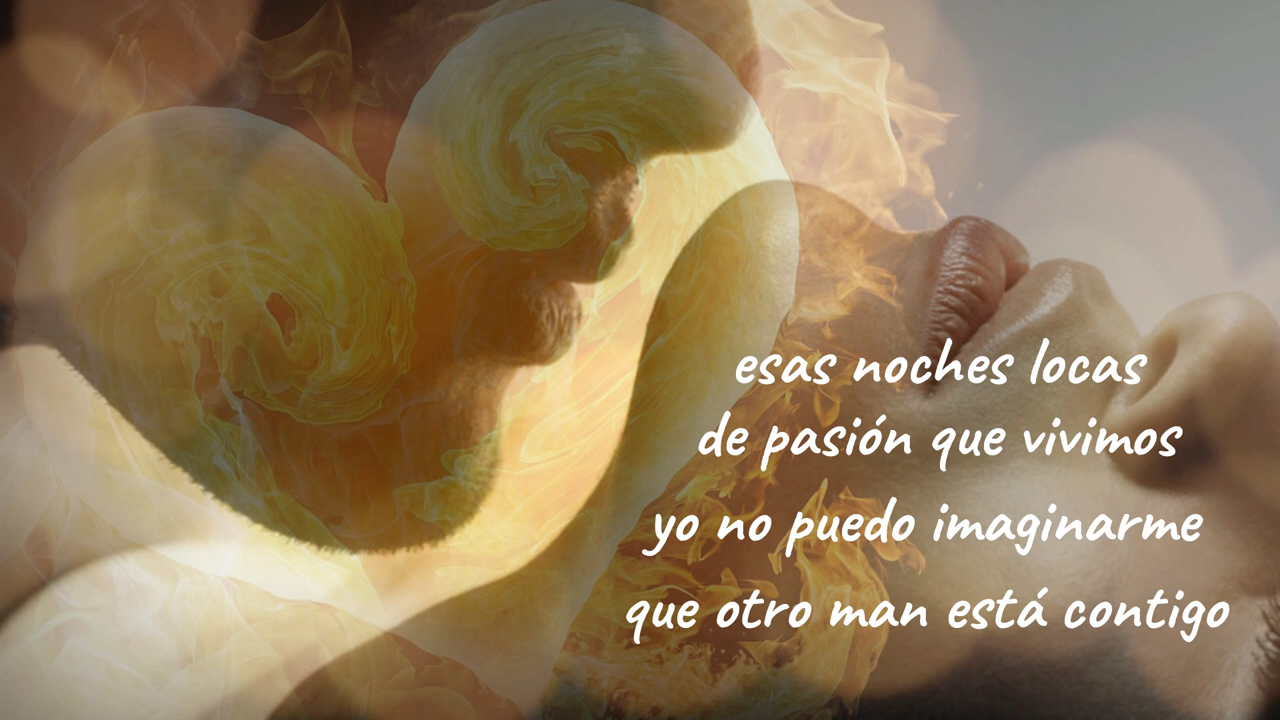 esas noches locas
de pasión que vivimos
yo no puedo imaginarme
que otro man está contigo